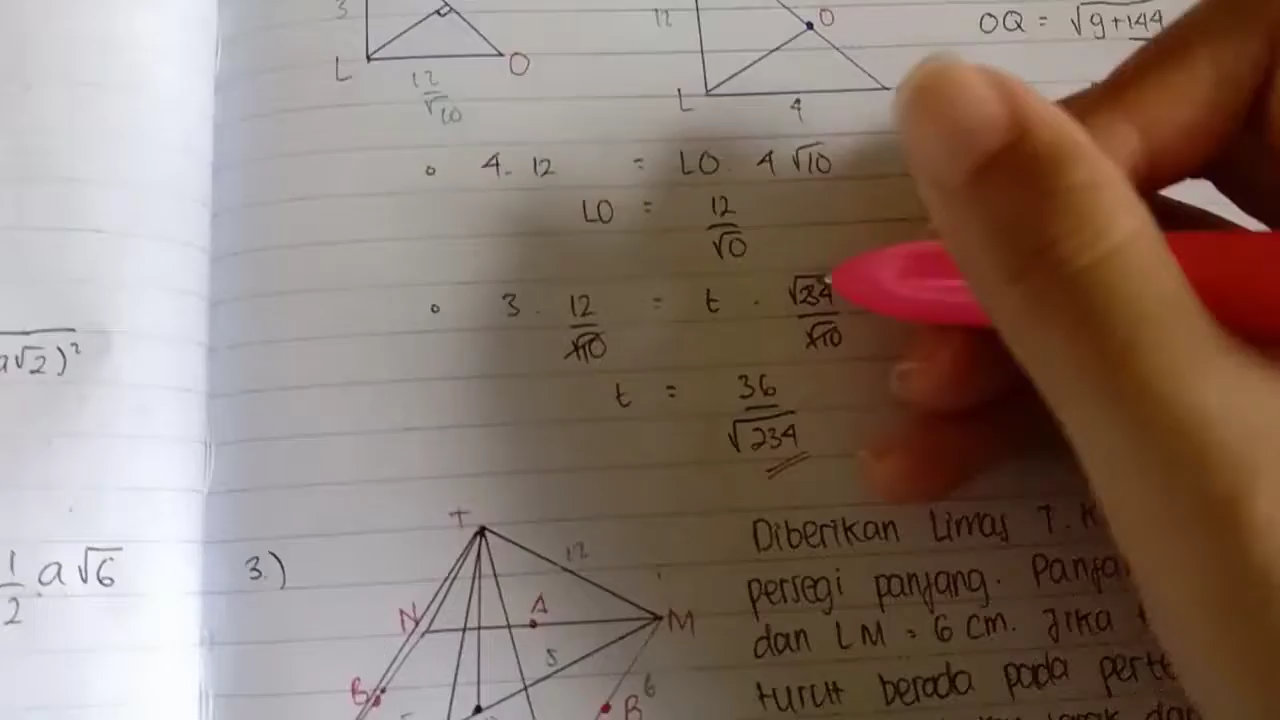 3
L
12
√10
O
12
O
L
4
OQ = √9+144
4. 12 = LO. 4√10
LO = 12
√10
3. 12 = t . √234
√10 √10
t = 36
√234
a√2)²
1 a√6
2
3.)
T
12
N
A
M
5
B
6
B
Diberikan Limas T.K
persegi panjang.
dan LM = 6 cm. Jika
turut berada pada